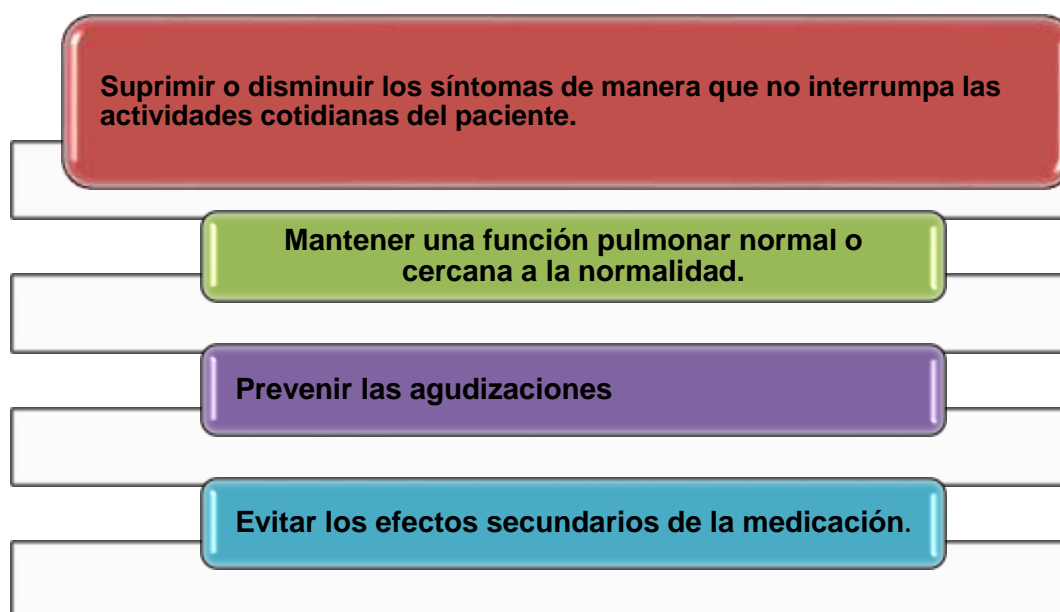 Suprimir o disminuir los síntomas de manera que no interrumpa las
actividades cotidianas del paciente.
Mantener una función pulmonar normal o
cercana a la normalidad.
Prevenir las agudizaciones
Evitar los efectos secundarios de la medicación.